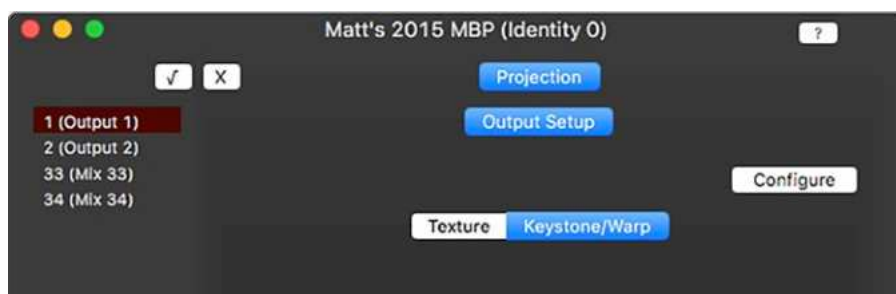 Matt's 2015 MBP (Identity 0)
?
√ X
Projection
1 (Output 1)
Output Setup
2 (Output 2)
33 (Mix 33)
Configure
34 (Mix 34)
Texture Keystone/Warp